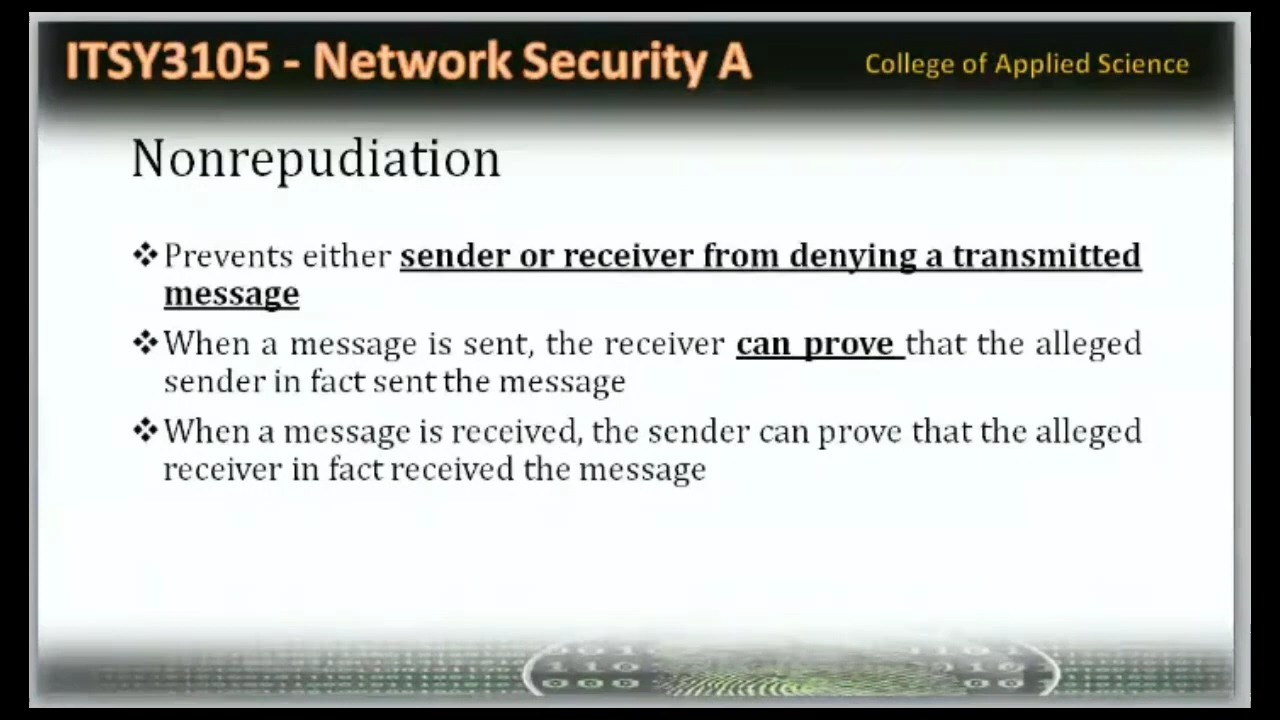 ITSY3105 - Network Security A
College of Applied Science
Nonrepudiation
❖Prevents either sender or receiver from denying a transmitted
message
❖When a message is sent, the receiver can prove that the alleged
sender in fact sent the message
❖When a message is received, the sender can prove that the alleged
receiver in fact received the message